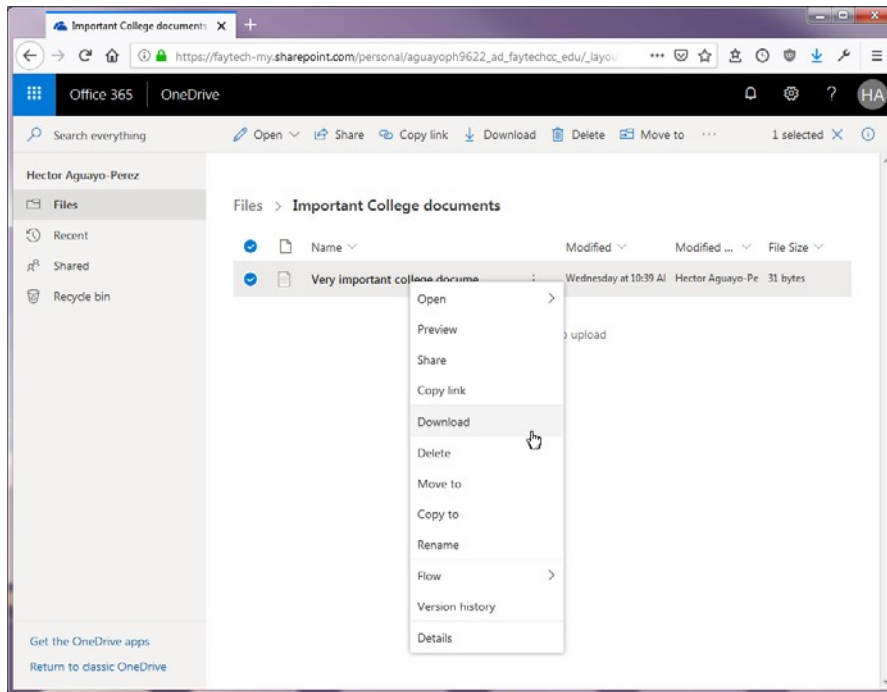 Important College documents
https://faytech-my.sharepoint.com/personal/aguayoph9622_ad_faytechcc_edu/_layou
Office 365 OneDrive ? HA
Search everything Open Share Copy link Download Delete Move to ... 1 selected
Hector Aguayo-Perez
Files
Recent
Shared
Recycle bin
Files > Important College documents
Name Modified Modified ... File Size
Very important college docume Wednesday at 10:39 AM Hector Aguayo-Pe 31 bytes
o upload
Open
Preview
Share
Copy link
Download
Delete
Move to
Copy to
Rename
Flow
Version history
Details
Get the OneDrive apps
Return to classic OneDrive